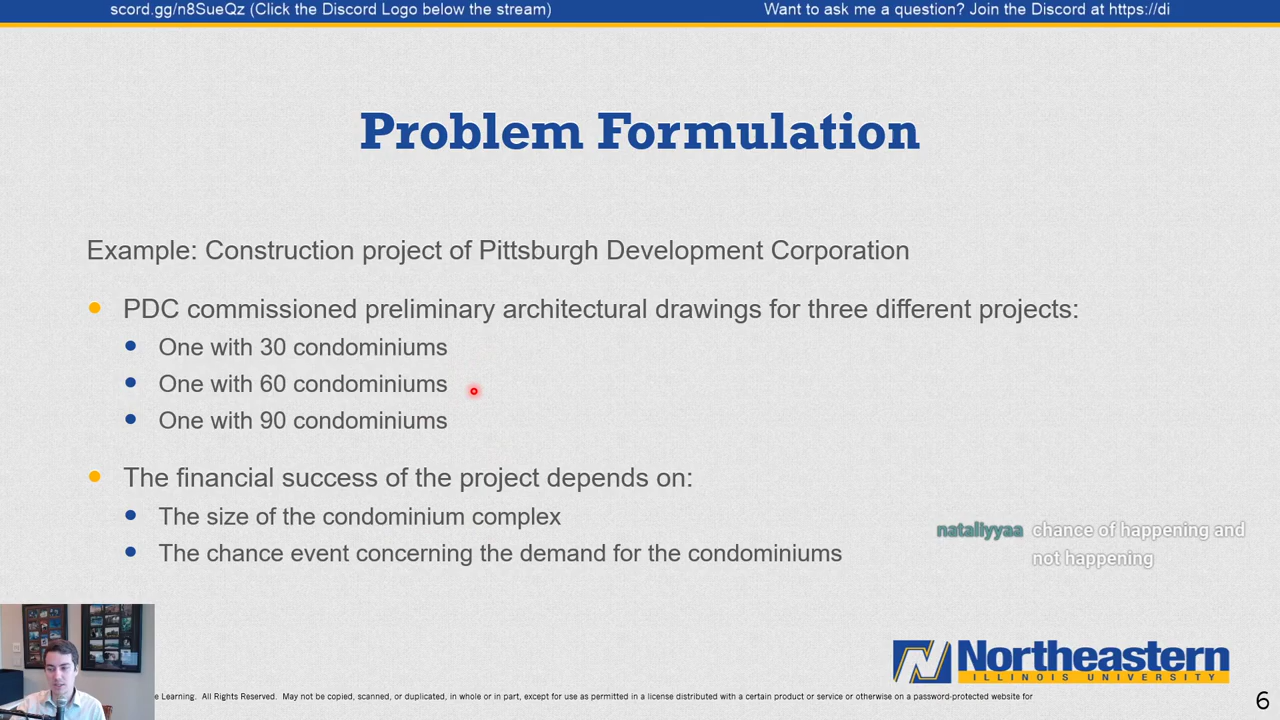 scord.gg/n8SueQz (Click the Discord Logo below the stream) Want to ask me a question? Join the Discord at https://di
Problem Formulation
Example: Construction project of Pittsburgh Development Corporation
PDC commissioned preliminary architectural drawings for three different projects:
One with 30 condominiums
One with 60 condominiums
One with 90 condominiums
The financial success of the project depends on:
The size of the condominium complex
The chance event concerning the demand for the condominiums
nataliyyaa chance of happening and
not happening
N Northeastern
ILLINOIS UNIVERSITY
e Learning. All Rights Reserved. May not be copied, scanned, or duplicated, in whole or in part, except for use as permitted in a license distributed with a certain product or service or otherwise on a password-protected website for
6